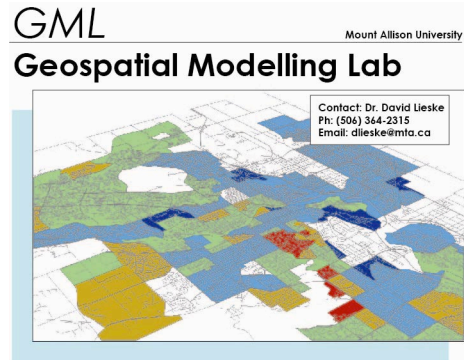 GML
Mount Allison University
Geospatial Modelling Lab
Contact: Dr. David Lieske
Ph: (506) 364-2315
Email: dlieske@mta.ca